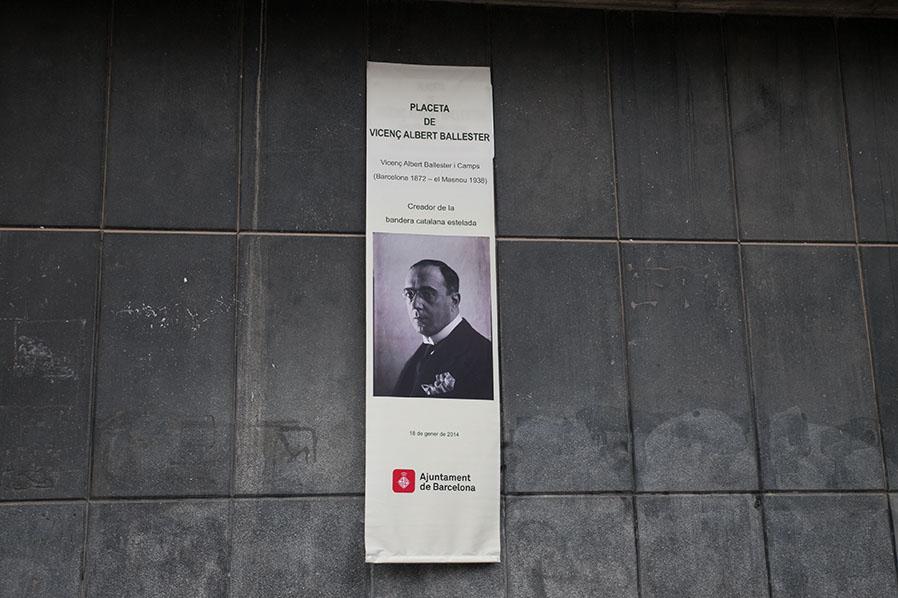 PLACETA
DE
VICENÇ ALBERT BALLESTER
Vicenç Albert Ballester i Camps
(Barcelona 1872 – el Masnou 1938)
Creador de la
bandera catalana estelada
18 de gener de 2014
Ajuntament
de Barcelona